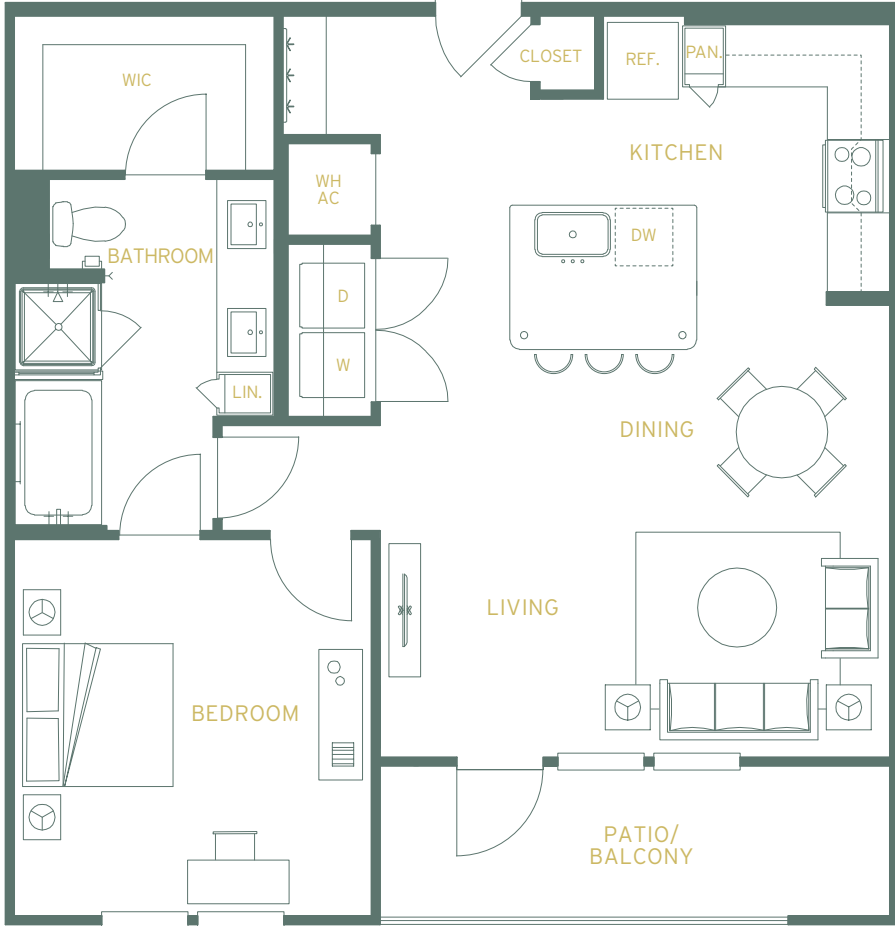 CLOSET
REF.
PAN.
WIC
KITCHEN
WH
AC
DW
BATHROOM
D
W
LIN.
DINING
LIVING
BEDROOM
PATIO/
BALCONY